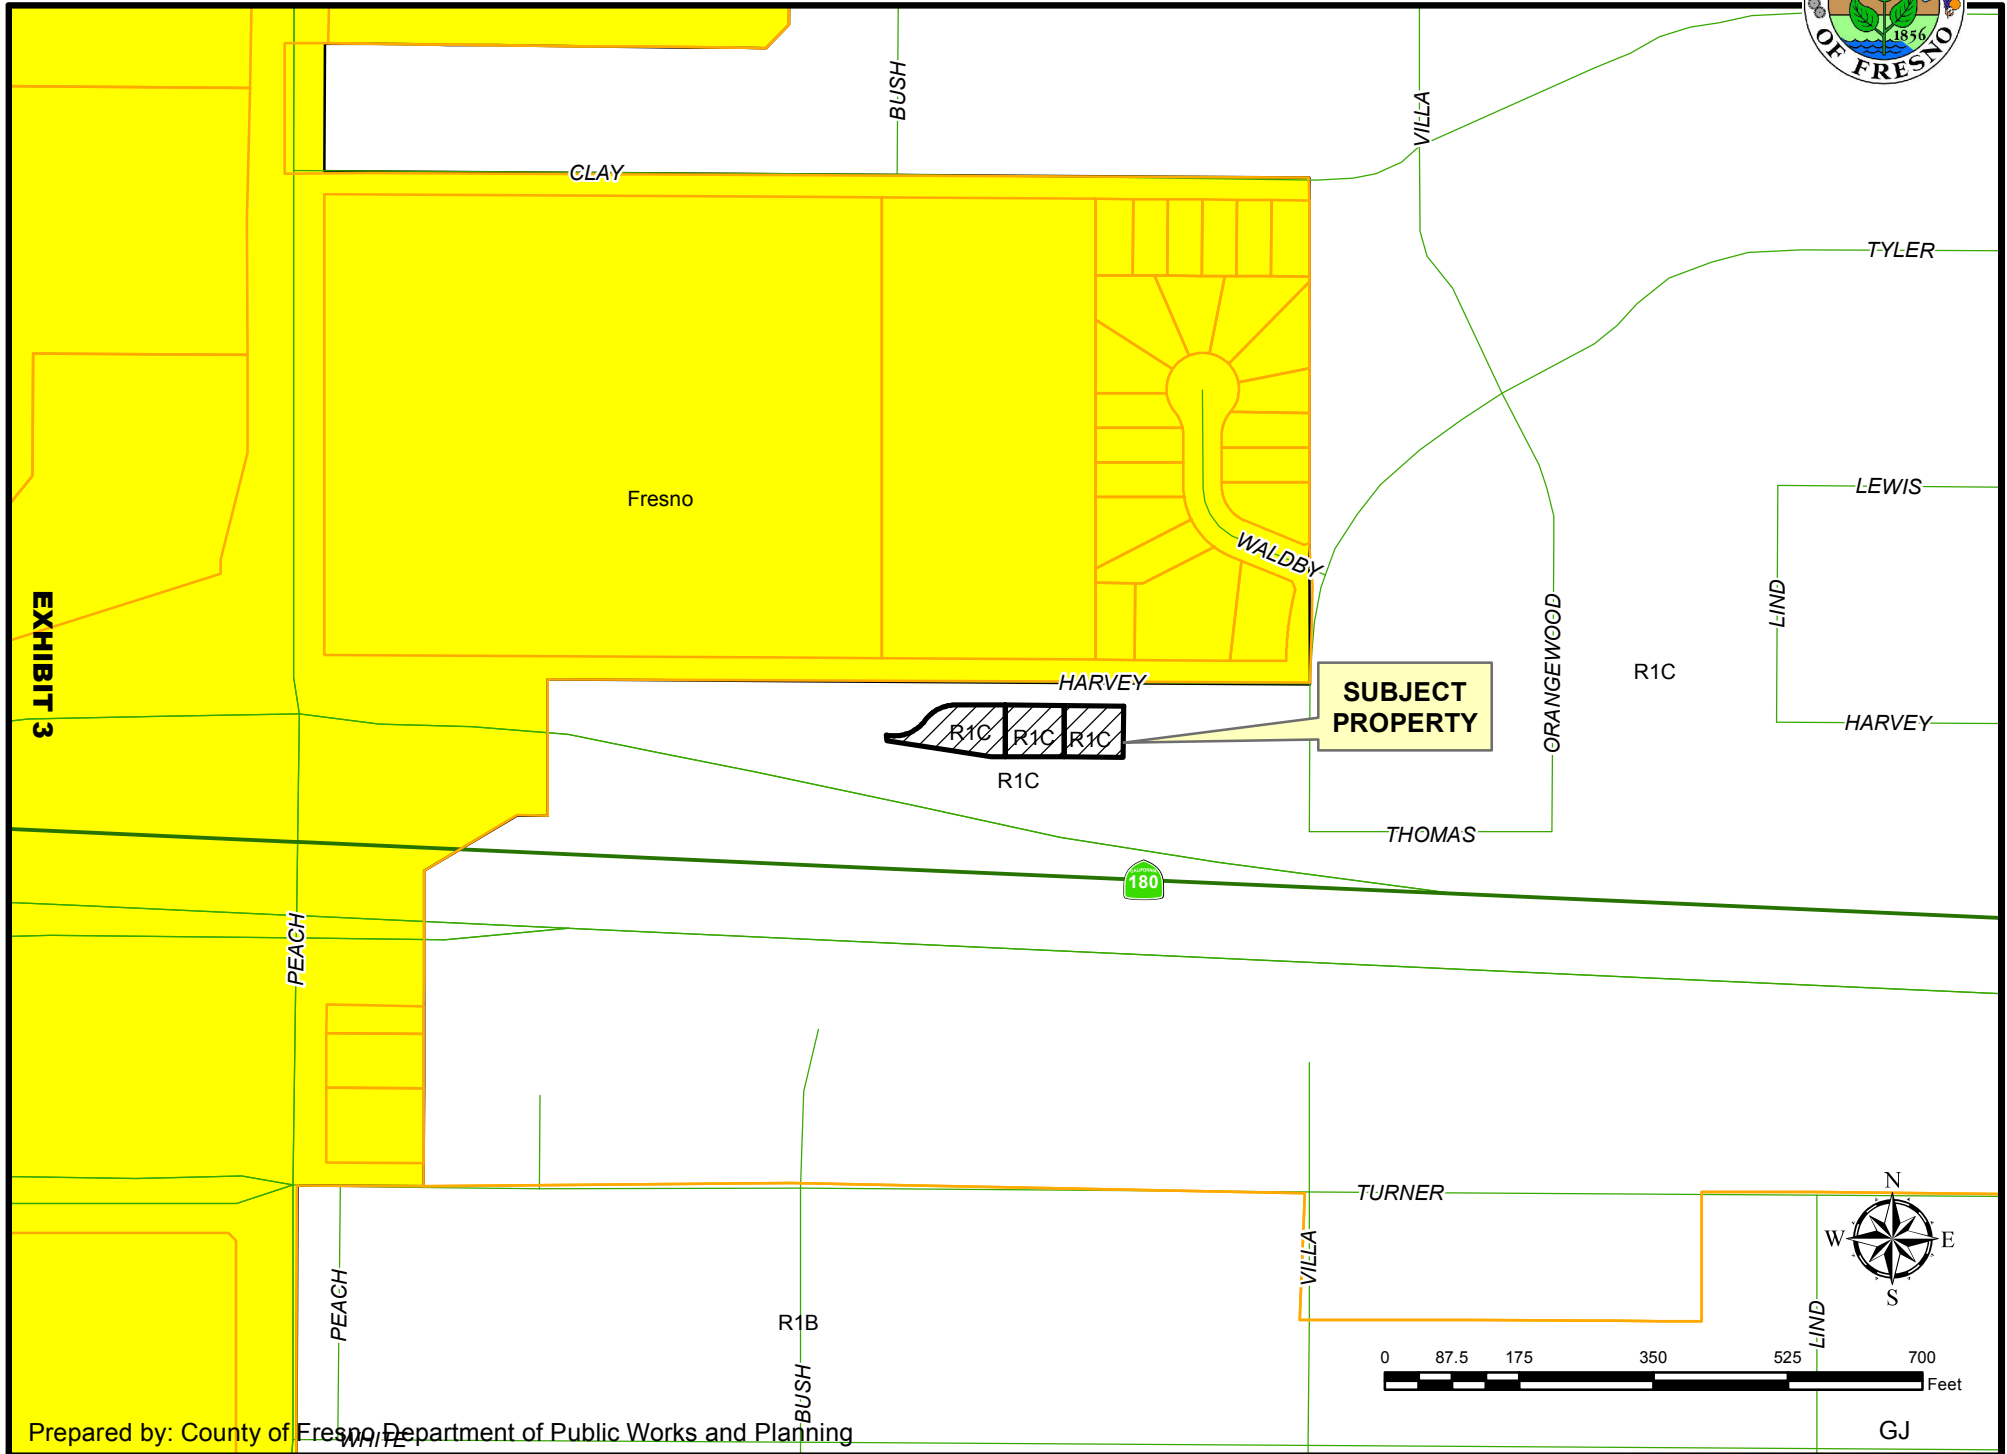 1856
OF FRESNO
BUSH
VILLA
CLAY
TYLER
LEWIS
Fresno
WALDBY
EXHIBIT 3
LIND
ORANGEWOOD
R1C
HARVEY
SUBJECT
PROPERTY
HARVEY
R1C
R1C
R1C
R1C
THOMAS
CALIFORNIA
180
PEACH
TURNER
N
W
E
S
VILLA
PEACH
LIND
R1B
BUSH
0 87.5 175 350 525 700
Feet
Prepared by: County of Fresno Department of Public Works and Planning
WHITE
GJ